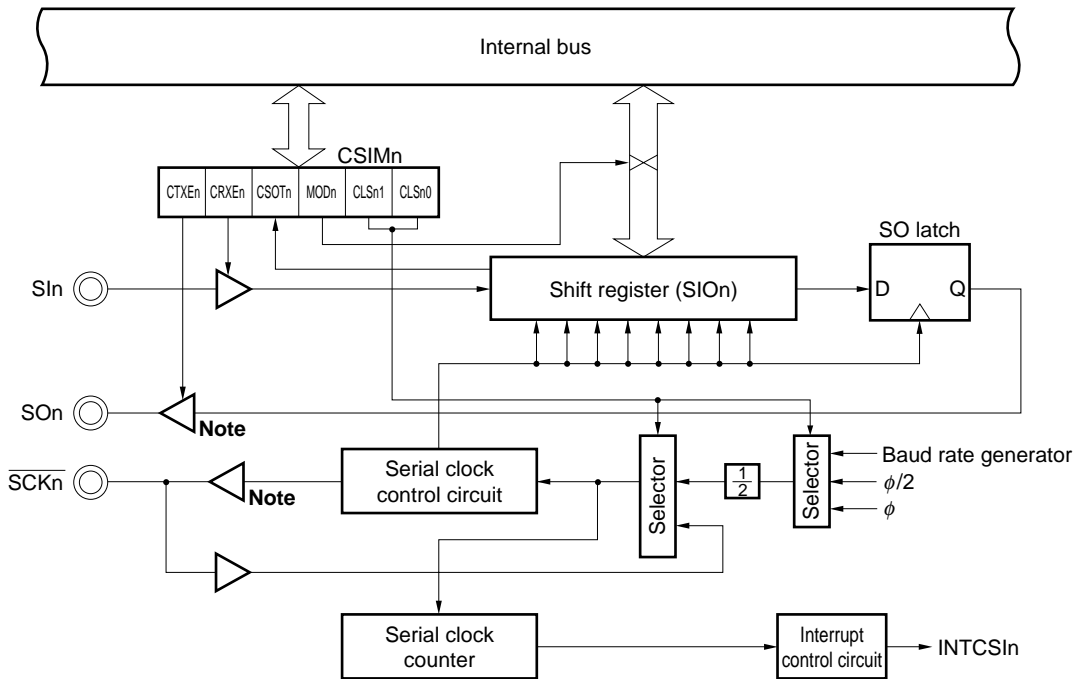 Internal bus
CSIMn
CTXEn CRXEn CSOTn MODn CLSn1 CLSn0
SO latch
SIn
Shift register (SIOn)
D Q
SOn
Note
Baud rate generator
SCKn
Note
Serial clock
control circuit
Selector
1
2
Selector
ϕ/2
ϕ
Serial clock
counter
Interrupt
control circuit
INTCSIn